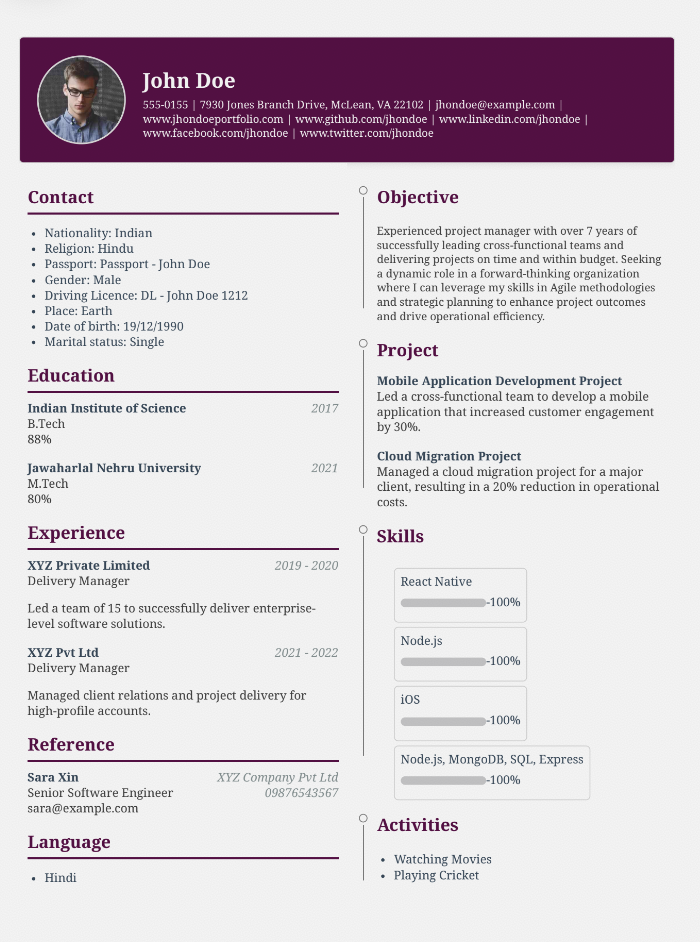 John Doe
555-0155 | 7930 Jones Branch Drive, McLean, VA 22102 | jhondoe@example.com |
www.jhondoeportfolio.com | www.github.com/jhondoe | www.linkedin.com/jhondoe |
www.facebook.com/jhondoe | www.twitter.com/jhondoe
Contact
• Nationality: Indian
• Religion: Hindu
• Passport: Passport - John Doe
• Gender: Male
• Driving Licence: DL - John Doe 1212
• Place: Earth
• Date of birth: 19/12/1990
• Marital status: Single
Education
Indian Institute of Science 2017
B.Tech
88%
Jawaharlal Nehru University 2021
M.Tech
80%
Experience
XYZ Private Limited 2019 - 2020
Delivery Manager
Led a team of 15 to successfully deliver enterprise-
level software solutions.
XYZ Pvt Ltd 2021 - 2022
Delivery Manager
Managed client relations and project delivery for
high-profile accounts.
Reference
Sara Xin XYZ Company Pvt Ltd
Senior Software Engineer 09876543567
sara@example.com
Language
• Hindi
Objective
Experienced project manager with over 7 years of
successfully leading cross-functional teams and
delivering projects on time and within budget. Seeking
a dynamic role in a forward-thinking organization
where I can leverage my skills in Agile methodologies
and strategic planning to enhance project outcomes
and drive operational efficiency.
Project
Mobile Application Development Project
Led a cross-functional team to develop a mobile
application that increased customer engagement
by 30%.
Cloud Migration Project
Managed a cloud migration project for a major
client, resulting in a 20% reduction in operational
costs.
Skills
React Native
-100%
Node.js
-100%
iOS
-100%
Node.js, MongoDB, SQL, Express
-100%
Activities
• Watching Movies
• Playing Cricket